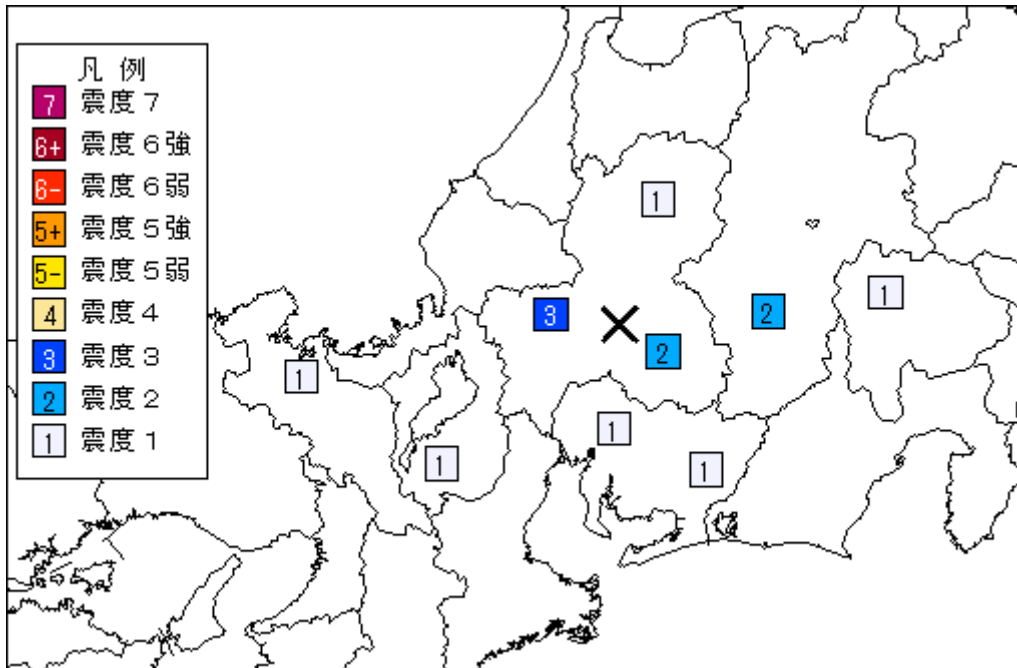 凡 例
7 震度７
6+ 震度６強
6- 震度６弱
5+ 震度５強
5- 震度５弱
4 震度４
3 震度３
2 震度２
1 震度１
1
1
3
2
2
1
1
1
1